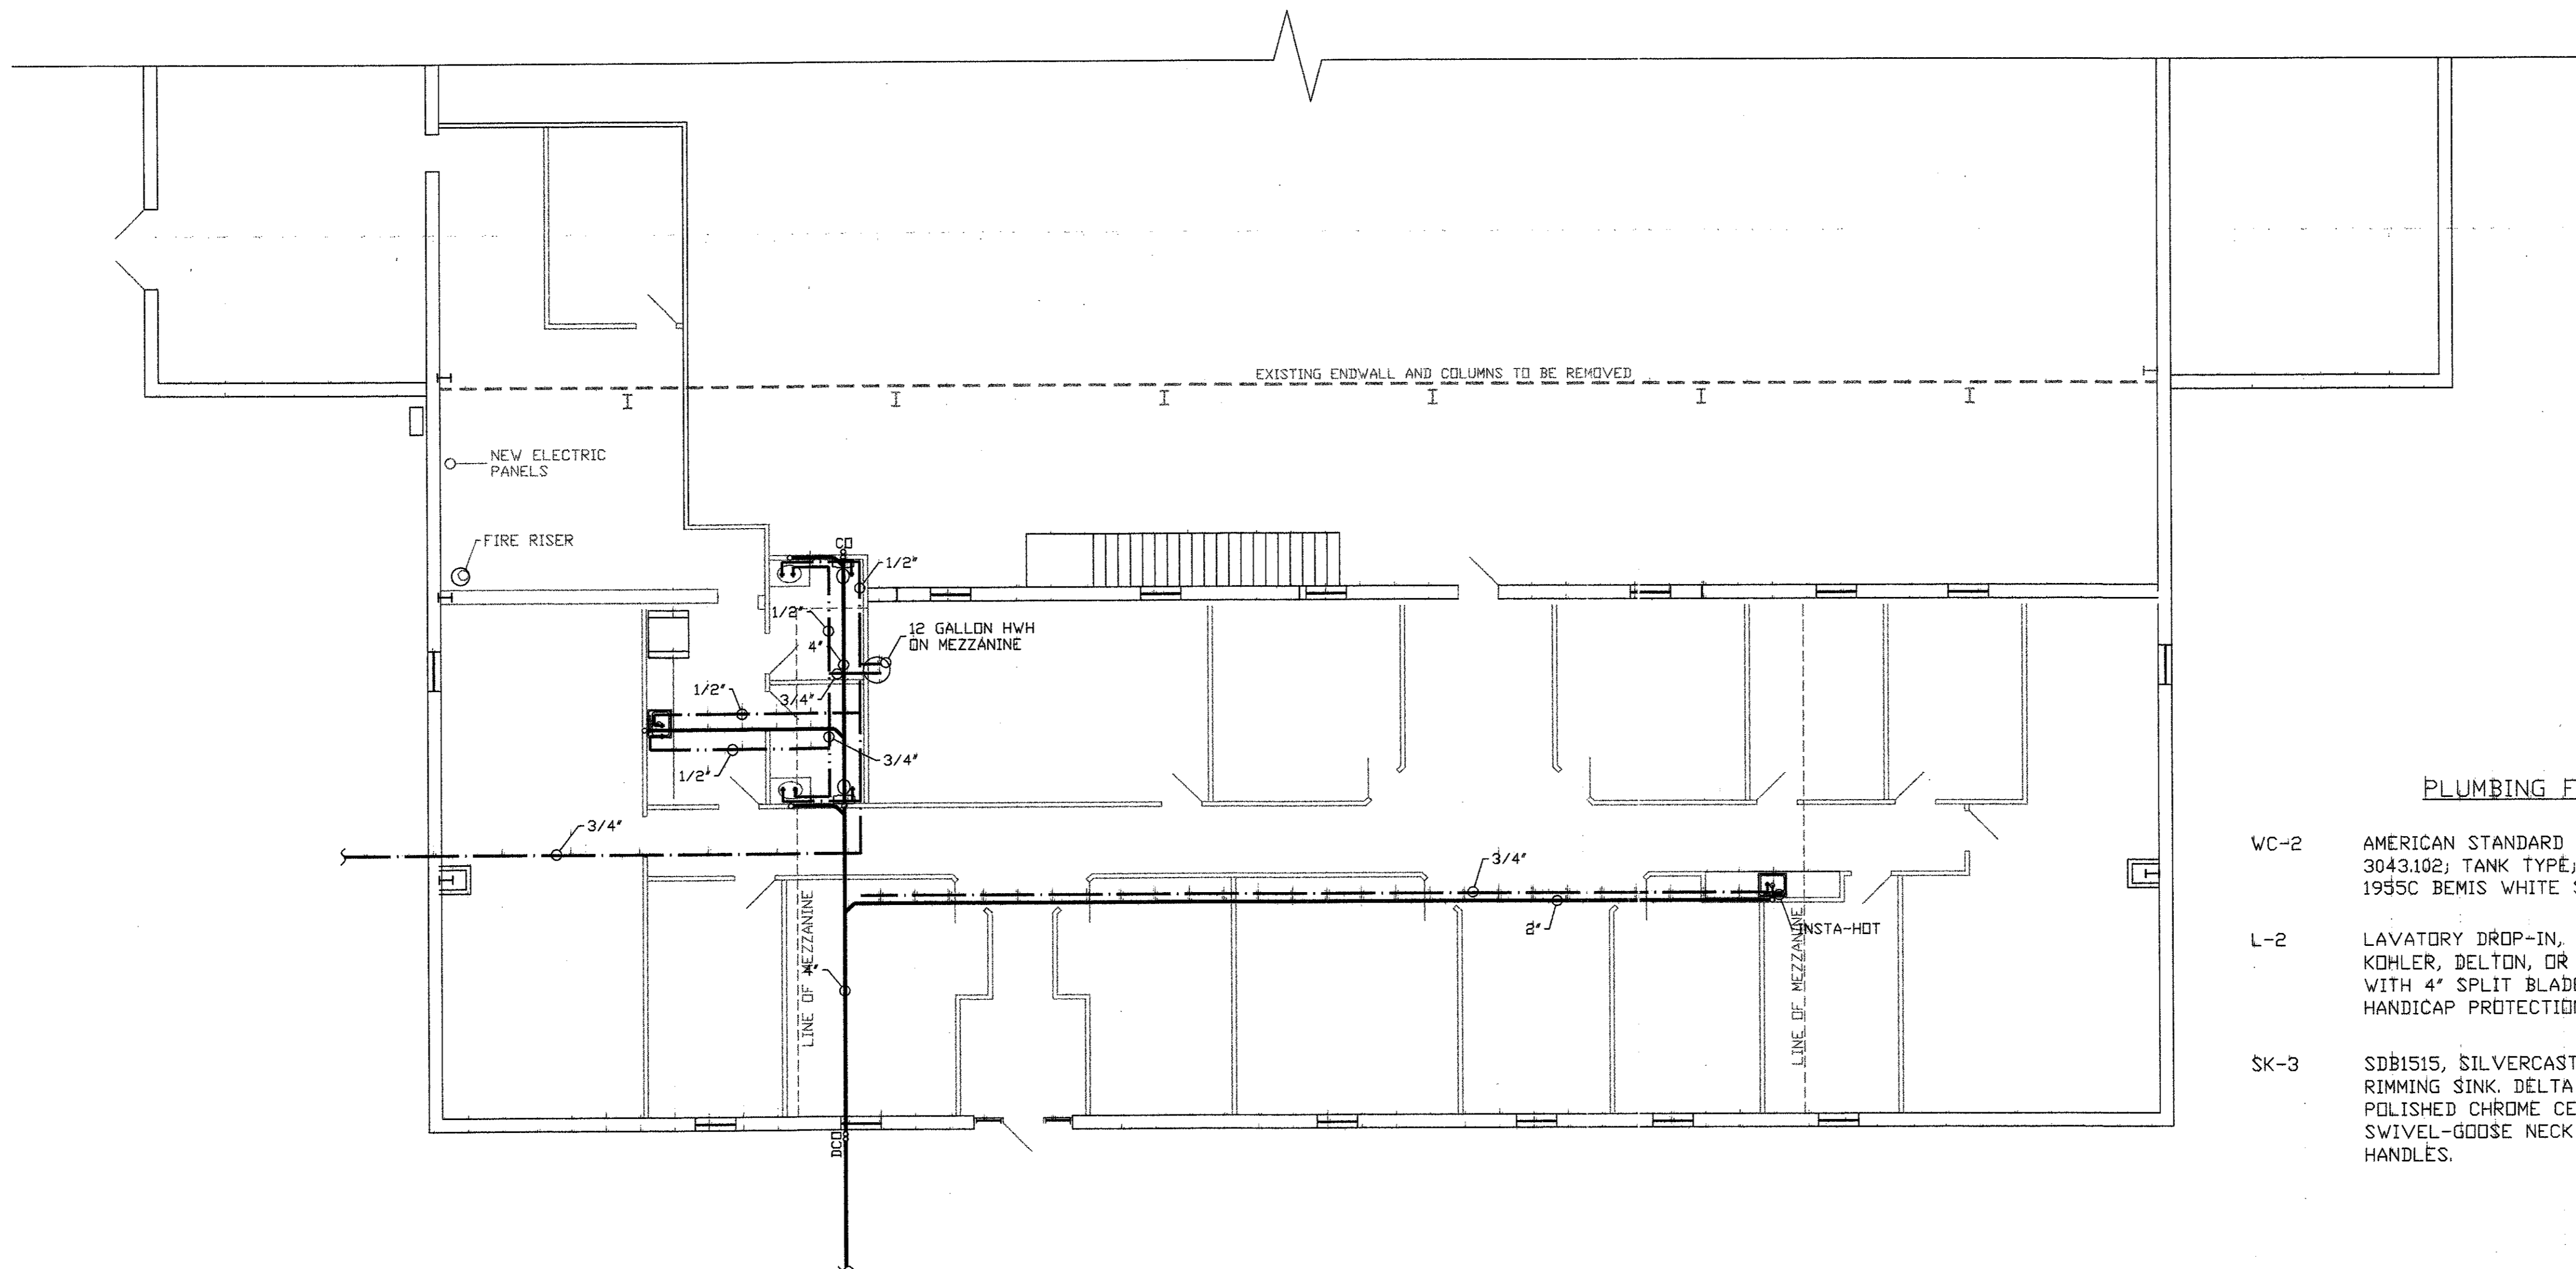 EXISTING ENDWALL AND COLUMNS TO BE REMOVED
NEW ELECTRIC
PANELS
FIRE RISER
CO
1/2"
1/2"
4"
12 GALLON HWH
ON MEZZANINE
3/4"
1/2"
3/4"
1/2"
3/4"
3/4"
2"
INSTA-HOT
LINE OF MEZZANINE
4"
LINE OF MEZZANINE
DCO
PLUMBING F
WC-2
AMERICAN STANDARD
3043.102; TANK TYPE;
1955C BEMIS WHITE
L-2
LAVATORY DROP-IN,
KOHLER, DELTON, OR
WITH 4" SPLIT BLADE
HANDICAP PROTECTION
SK-3
SDB1515, SILVERCAST
RIMMING SINK. DELTA
POLISHED CHROME CE
SWIVEL-GOOSE NECK
HANDLES.